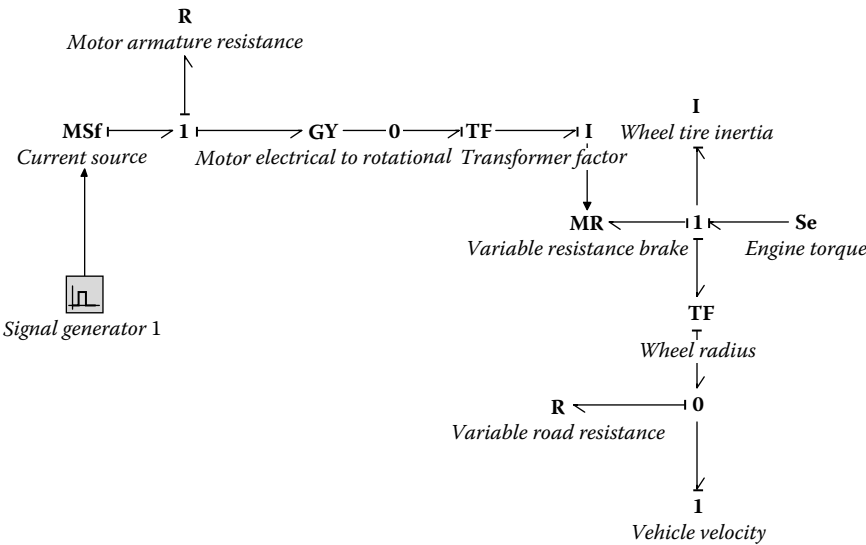 R
Motor armature resistance
MSf 1 GY 0 TF I
Current source Motor electrical to rotational Transformer factor
I
Wheel tire inertia
MR 1 Se
Variable resistance brake Engine torque
Signal generator 1
TF
Wheel radius
R 0
Variable road resistance
1
Vehicle velocity